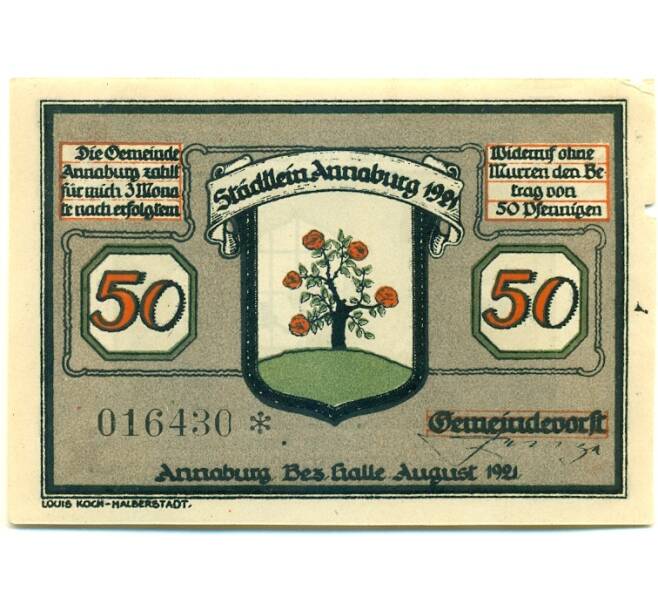 Die Gemeinde
Annaburg zahlt
für mich 3 Mona
te nach erfolgtem
Städtlein Annaburg 1921
Widerruf ohne
Murren den Be-
trag von
50 Pfennigen
50
50
016430 *
Gemeindevorst
Annaburg Bez. Halle August 1921
LOUIS KOCH-HALBERSTADT.